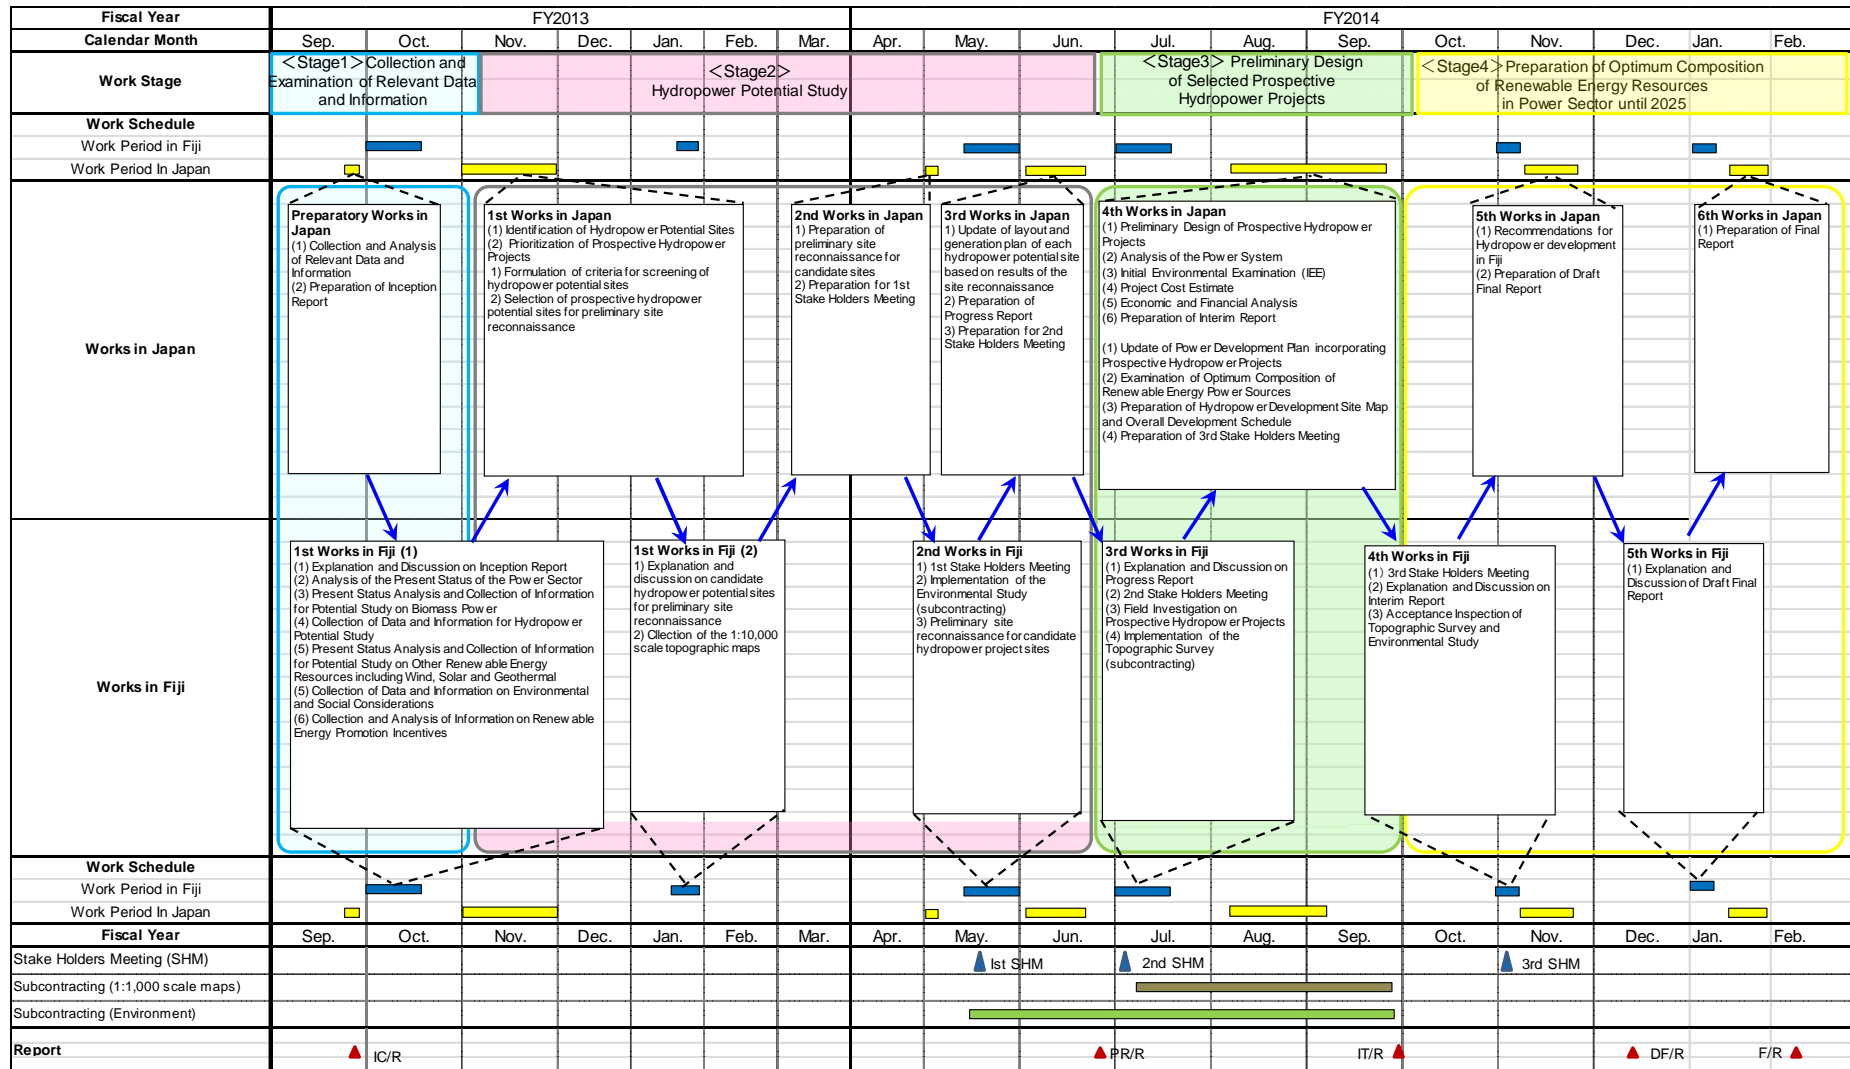 Fiscal Year
FY2013
FY2014
Calendar Month
Sep.
Oct.
Nov.
Dec.
Jan.
Feb.
Mar.
Apr.
May.
Jun.
Jul.
Aug.
Sep.
Oct.
Nov.
Dec.
Jan.
Feb.
Work Stage
<Stage1> Collection and
Examination of Relevant Data
and Information
<Stage2>
Hydropower Potential Study
<Stage3> Preliminary Design
of Selected Prospective
Hydropower Projects
<Stage4> Preparation of Optimum Composition
of Renewable Energy Resources
in Power Sector until 2025
Work Schedule
Work Period in Fiji
Work Period In Japan
Works in Japan
Preparatory Works in
Japan
(1) Collection and Analysis
of Relevant Data and
Information
(2) Preparation of Inception
Report
1st Works in Japan
(1) Identification of Hydropower Potential Sites
(2) Prioritization of Prospective Hydropower
Projects
1) Formulation of criteria for screening of
hydropower potential sites
2) Selection of prospective hydropower
potential sites for preliminary site
reconnaissance
2nd Works in Japan
1) Preparation of
preliminary site
reconnaissance for
candidate sites
2) Preparation for 1st
Stake Holders Meeting
3rd Works in Japan
1) Update of layout and
generation plan of each
hydropower potential site
based on results of the
site reconnaissance
2) Preparation of
Progress Report
3) Preparation for 2nd
Stake Holders Meeting
4th Works in Japan
(1) Preliminary Design of Prospective Hydropower
Projects
(2) Analysis of the Power System
(3) Initial Environmental Examination (IEE)
(4) Project Cost Estimate
(5) Economic and Financial Analysis
(6) Preparation of Interim Report
(1) Update of Power Development Plan incorporating
Prospective Hydropower Projects
(2) Examination of Optimum Composition of
Renewable Energy Power Sources
(3) Preparation of Hydropower Development Site Map
and Overall Development Schedule
(4) Preparation of 3rd Stake Holders Meeting
5th Works in Japan
(1) Recommendations for
Hydropower development
in Fiji
(2) Preparation of Draft
Final Report
6th Works in Japan
(1) Preparation of Final
Report
Works in Fiji
1st Works in Fiji (1)
(1) Explanation and Discussion on Inception Report
(2) Analysis of the Present Status of the Power Sector
(3) Present Status Analysis and Collection of Information
for Potential Study on Biomass Power
(4) Collection of Data and Information for Hydropower
Potential Study
(5) Present Status Analysis and Collection of Information
for Potential Study on Other Renewable Energy
Resources including Wind, Solar and Geothermal
(5) Collection of Data and Information on Environmental
and Social Considerations
(6) Collection and Analysis of Information on Renewable
Energy Promotion Incentives
1st Works in Fiji (2)
1) Explanation and
discussion on candidate
hydropower potential sites
for preliminary site
reconnaissance
2) Cllection of the 1:10,000
scale topographic maps
2nd Works in Fiji
1) 1st Stake Holders Meeting
2) Implementation of the
Environmental Study
(subcontracting)
3) Preliminary site
reconnaissance for candidate
hydropower project sites
3rd Works in Fiji
(1) Explanation and Discussion on
Progress Report
(2) 2nd Stake Holders Meeting
(3) Field Investigation on
Prospective Hydropower Projects
(4) Implementation of the
Topographic Survey
(subcontracting)
4th Works in Fiji
(1) 3rd Stake Holders Meeting
(2) Explanation and Discussion on
Interim Report
(3) Acceptance Inspection of
Topographic Survey and
Environmental Study
5th Works in Fiji
(1) Explanation and
Discussion of Draft Final
Report
Work Schedule
Work Period in Fiji
Work Period In Japan
Fiscal Year
Sep.
Oct.
Nov.
Dec.
Jan.
Feb.
Mar.
Apr.
May.
Jun.
Jul.
Aug.
Sep.
Oct.
Nov.
Dec.
Jan.
Feb.
Stake Holders Meeting (SHM)
Ist SHM
2nd SHM
3rd SHM
Subcontracting (1:1,000 scale maps)
Subcontracting (Environment)
Report
IC/R
PR/R
IT/R
DF/R
F/R